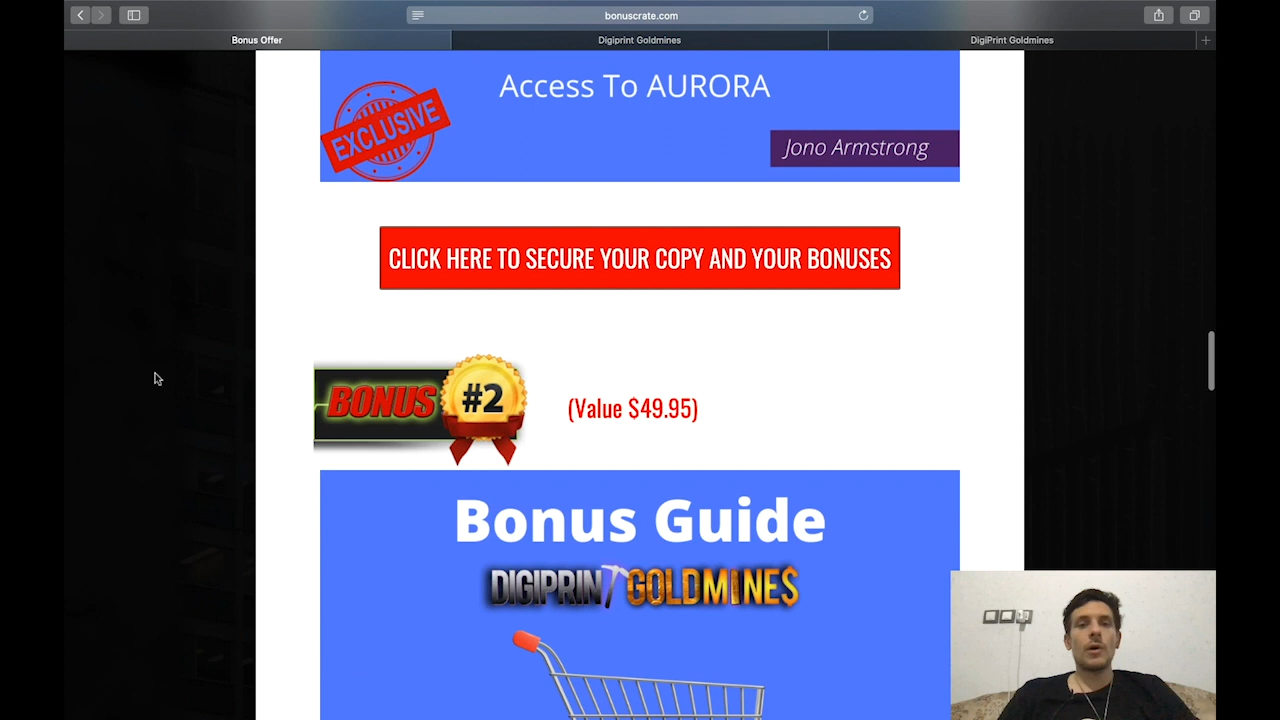 bonuscrate.com
Bonus Offer
Digiprint Goldmines
DigiPrint Goldmines
Access To AURORA
EXCLUSIVE
Jono Armstrong
CLICK HERE TO SECURE YOUR COPY AND YOUR BONUSES
BONUS #2
(Value $49.95)
Bonus Guide
DIGIPRINT GOLDMINE$